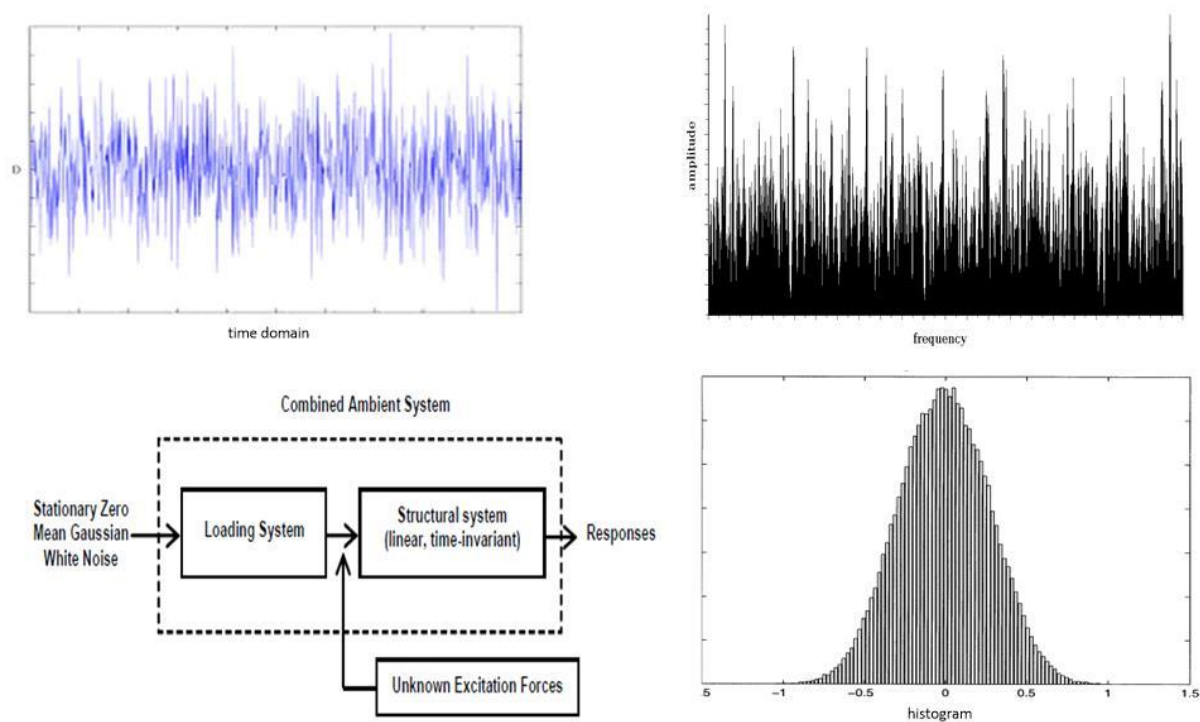 D
time domain
amplitude
frequency
Combined Ambient System
Stationary Zero
Mean Gaussian
White Noise
Loading System
Structural system
(linear, time-invariant)
Responses
Unknown Excitation Forces
.5 -1 -0.5 0 0.5 1 1.5
histogram